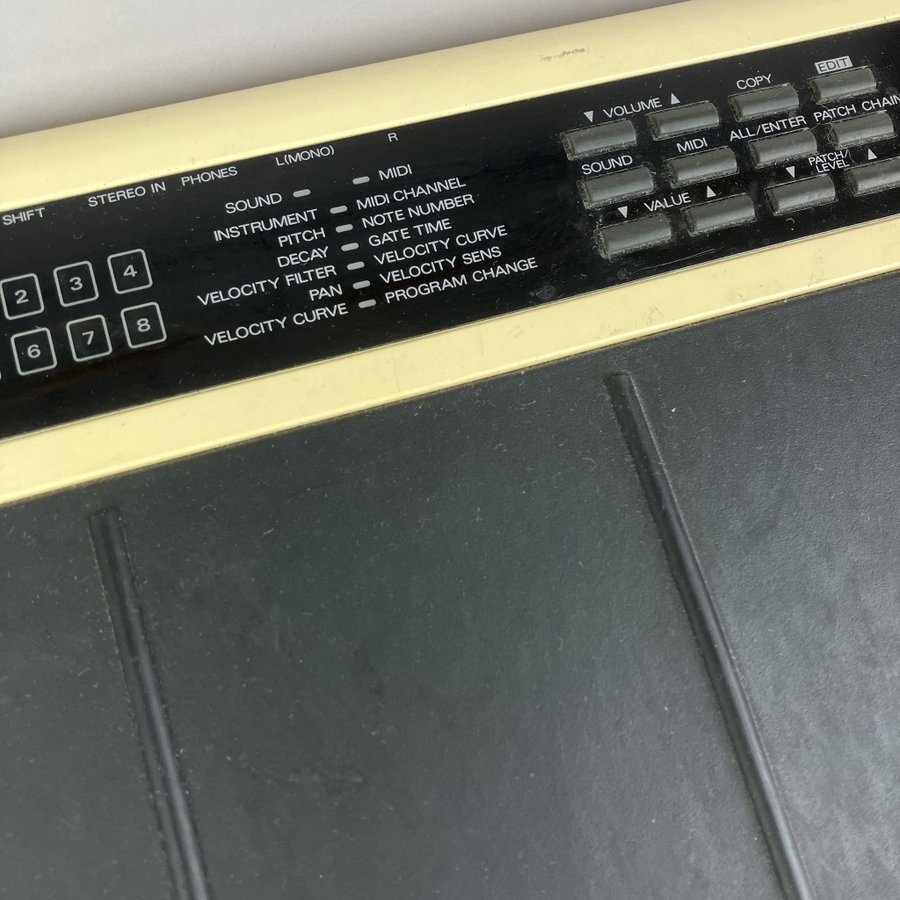 SHIFT
STEREO IN
PHONES
L(MONO)
R
2 3 4
6 7 8
SOUND MIDI
INSTRUMENT MIDI CHANNEL
PITCH NOTE NUMBER
DECAY GATE TIME
VELOCITY FILTER VELOCITY CURVE
PAN VELOCITY SENS
VELOCITY CURVE PROGRAM CHANGE
▼ VOLUME ▲ COPY EDIT
SOUND MIDI ALL/ENTER PATCH CHAIN
▼ VALUE ▲ ▼ PATCH/ LEVEL ▲